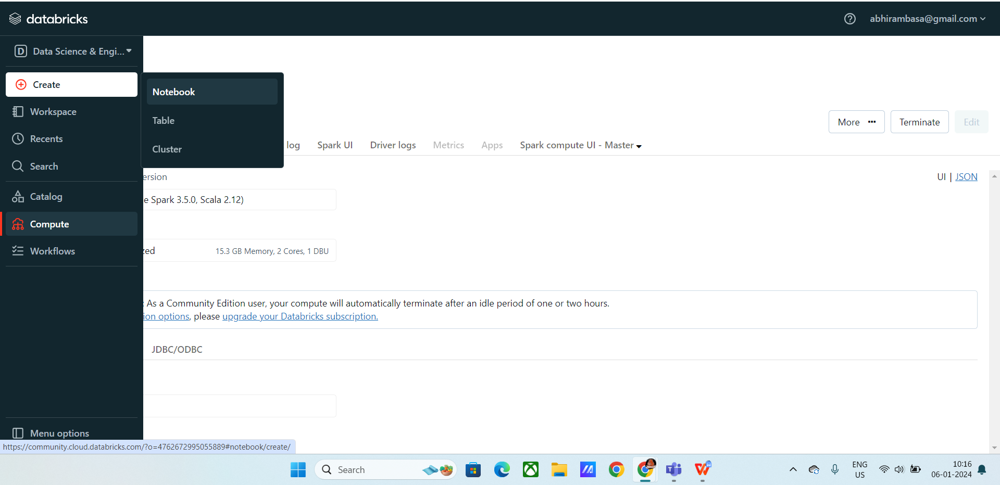 databricks
abhirambasa@gmail.com
D Data Science & Engi...
Create
Workspace
Recents
Search
Catalog
Compute
Workflows
Menu options
Notebook
Table
Cluster
More ••• Terminate Edit
log Spark UI Driver logs Metrics Apps Spark compute UI - Master
ersion
UI | JSON
e Spark 3.5.0, Scala 2.12)
zed 15.3 GB Memory, 2 Cores, 1 DBU
: As a Community Edition user, your compute will automatically terminate after an idle period of one or two hours.
ion options, please upgrade your Databricks subscription.
JDBC/ODBC
https://community.cloud.databricks.com/?o=4762672995055889#notebook/create/
Search
ENG
US
10:16
06-01-2024